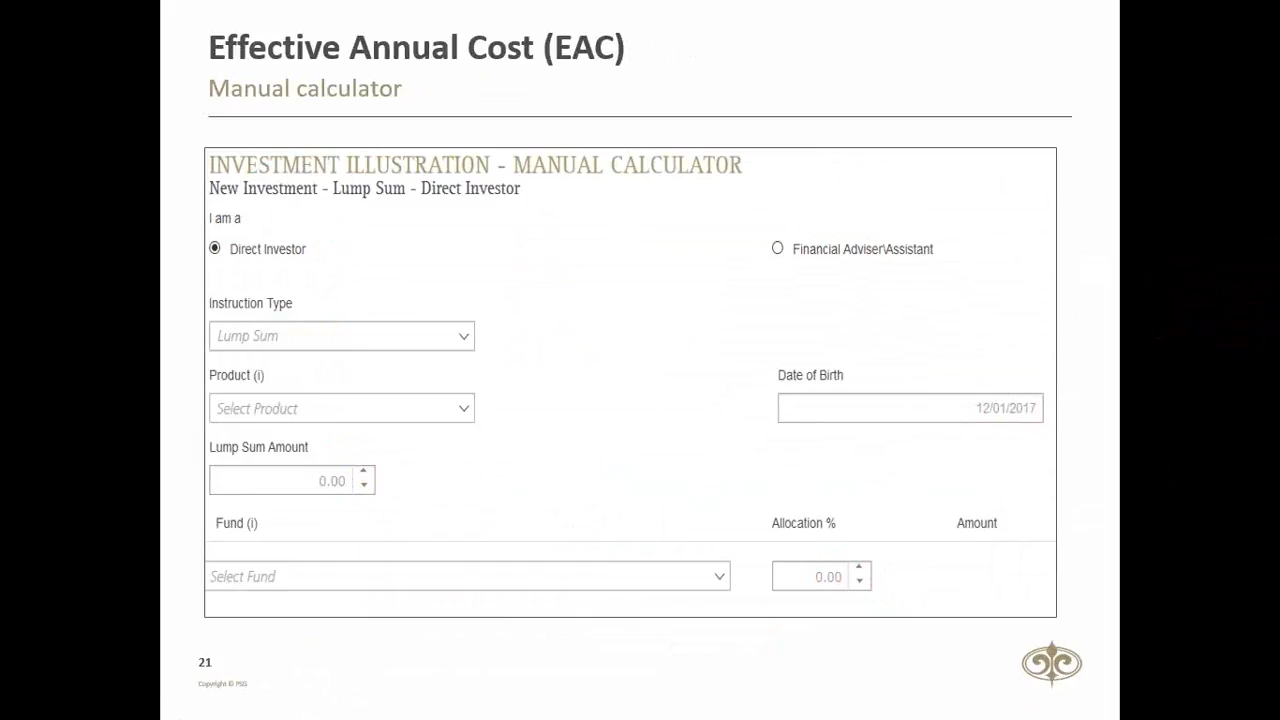 Effective Annual Cost (EAC)
Manual calculator
INVESTMENT ILLUSTRATION - MANUAL CALCULATOR
New Investment - Lump Sum - Direct Investor
I am a
Direct Investor Financial Adviser\Assistant
Instruction Type
Lump Sum
Product (i) Date of Birth
Select Product 12/01/2017
Lump Sum Amount
0.00
Fund (i) Allocation % Amount
Select Fund 0.00
21
Copyright © PSG